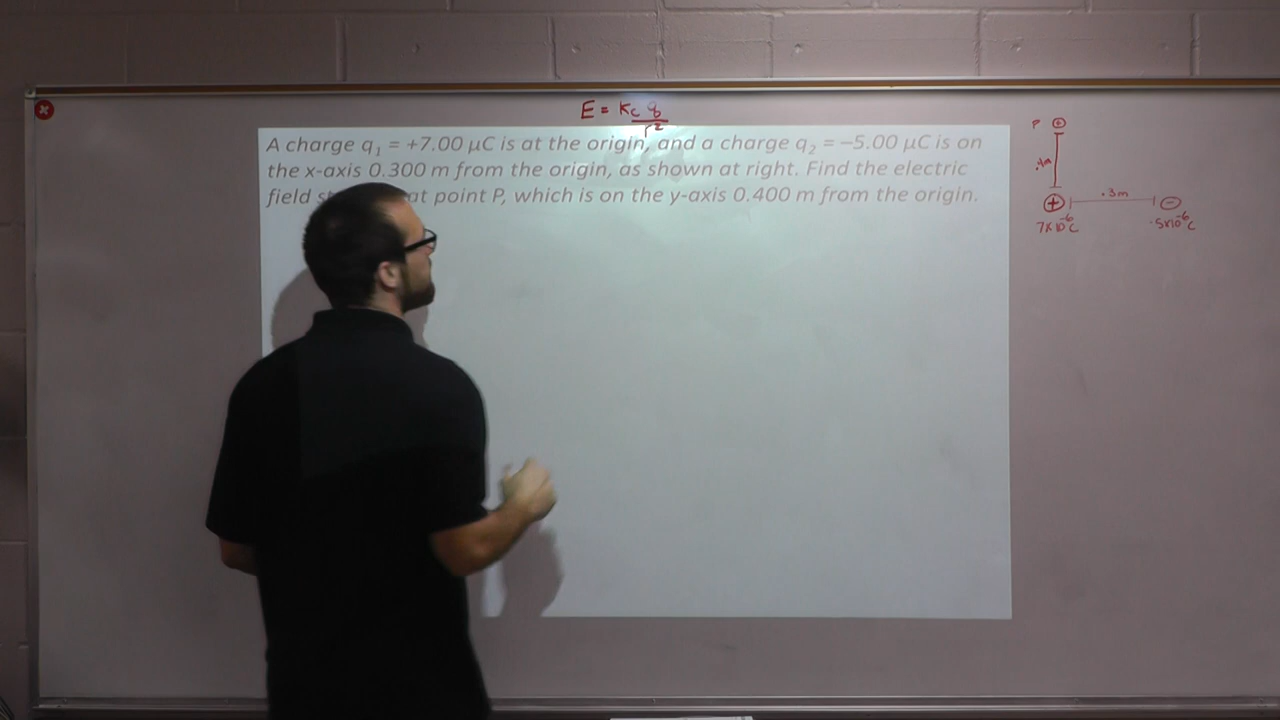 E = Kc q
r²
A charge q₁ = +7.00 μC is at the origin, and a charge q₂ = −5.00 μC is on
the x-axis 0.300 m from the origin, as shown at right. Find the electric
field at point P, which is on the y-axis 0.400 m from the origin.
P +
.4m
+ .3m −
7x10⁻⁶C -5x10⁻⁶C